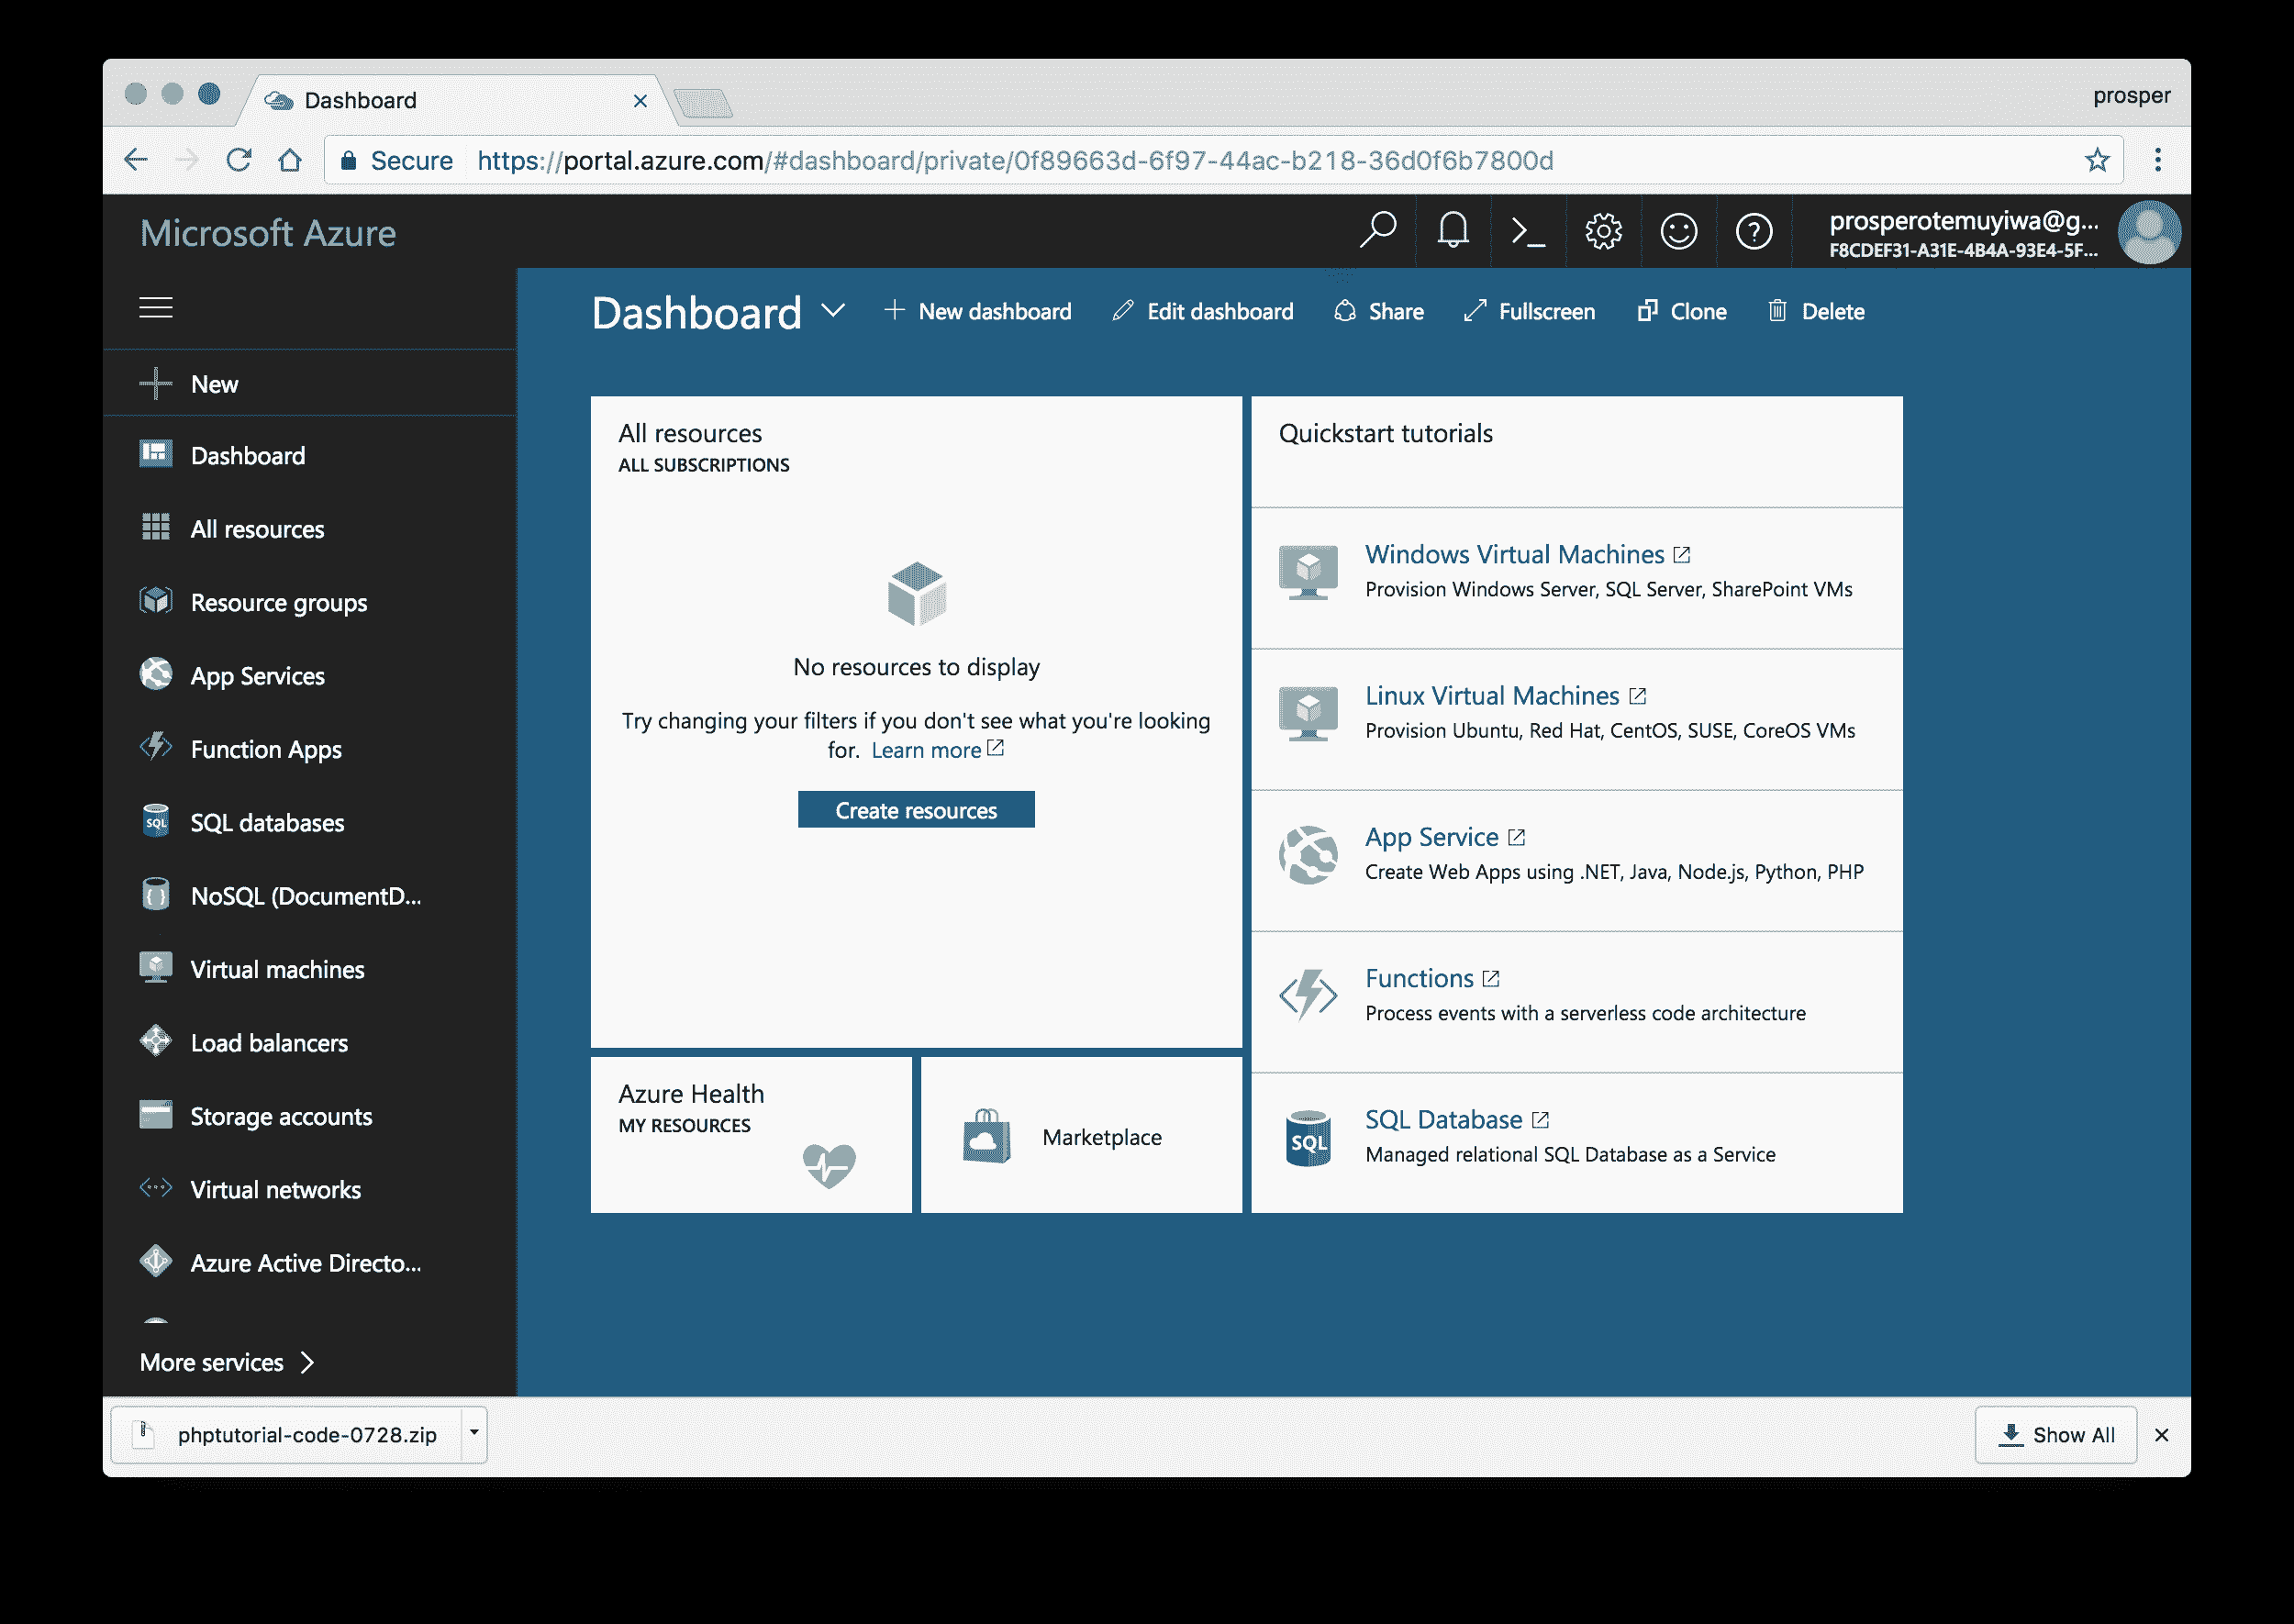 Dashboard
prosper
Secure https://portal.azure.com/#dashboard/private/0f89663d-6f97-44ac-b218-36d0f6b7800d
Microsoft Azure
prosperotemuyiwa@g...
F8CDEF31-A31E-4B4A-93E4-5F...
New
Dashboard
All resources
Resource groups
App Services
Function Apps
SQL databases
NoSQL (DocumentD...
Virtual machines
Load balancers
Storage accounts
Virtual networks
Azure Active Directo...
More services
Dashboard
New dashboard
Edit dashboard
Share
Fullscreen
Clone
Delete
All resources
ALL SUBSCRIPTIONS
No resources to display
Try changing your filters if you don't see what you're looking
for. Learn more
Create resources
Azure Health
MY RESOURCES
Marketplace
Quickstart tutorials
Windows Virtual Machines
Provision Windows Server, SQL Server, SharePoint VMs
Linux Virtual Machines
Provision Ubuntu, Red Hat, CentOS, SUSE, CoreOS VMs
App Service
Create Web Apps using .NET, Java, Node.js, Python, PHP
Functions
Process events with a serverless code architecture
SQL
SQL Database
Managed relational SQL Database as a Service
phptutorial-code-0728.zip
Show All